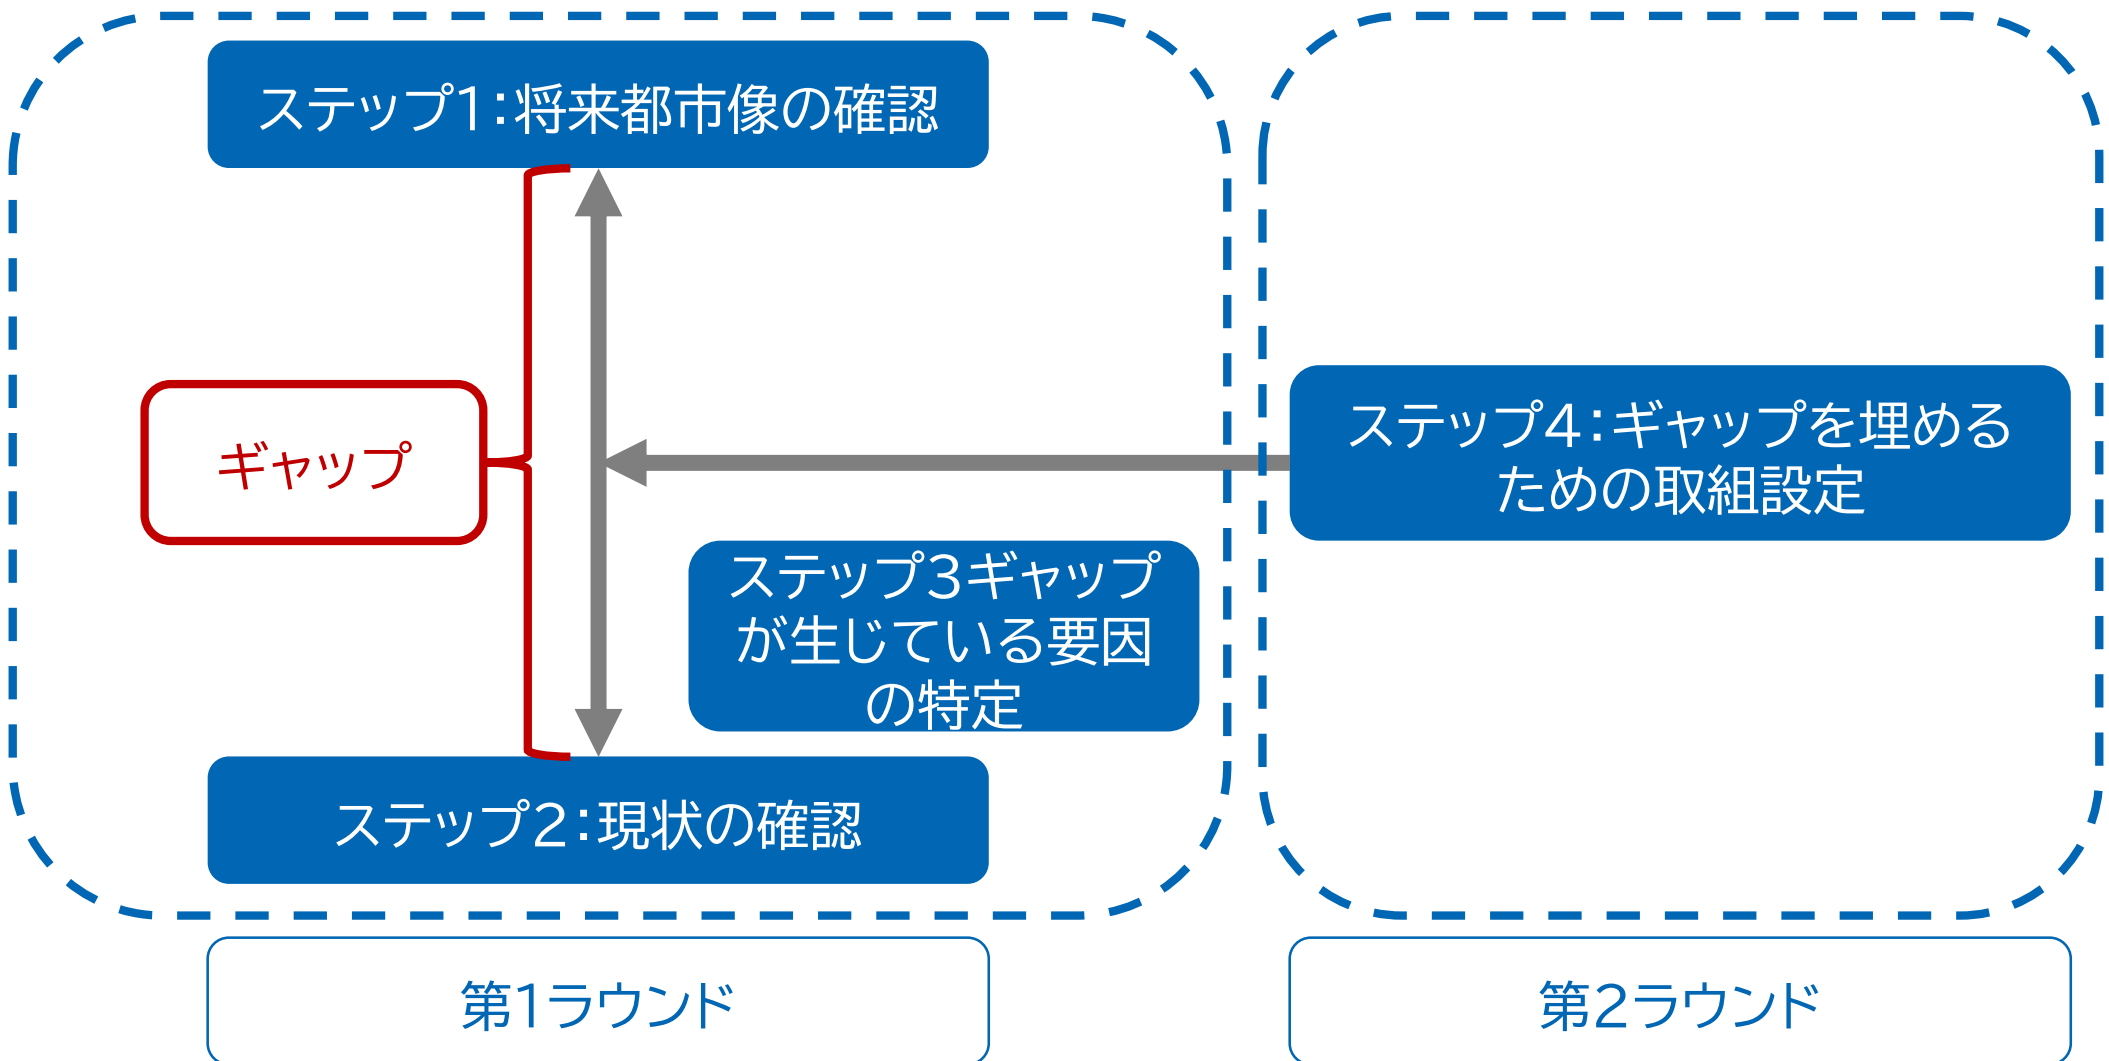 ステップ1：将来都市像の確認
ギャップ
ステップ4：ギャップを埋める
ための取組設定
ステップ3ギャップ
が生じている要因
の特定
ステップ2：現状の確認
第1ラウンド
第2ラウンド